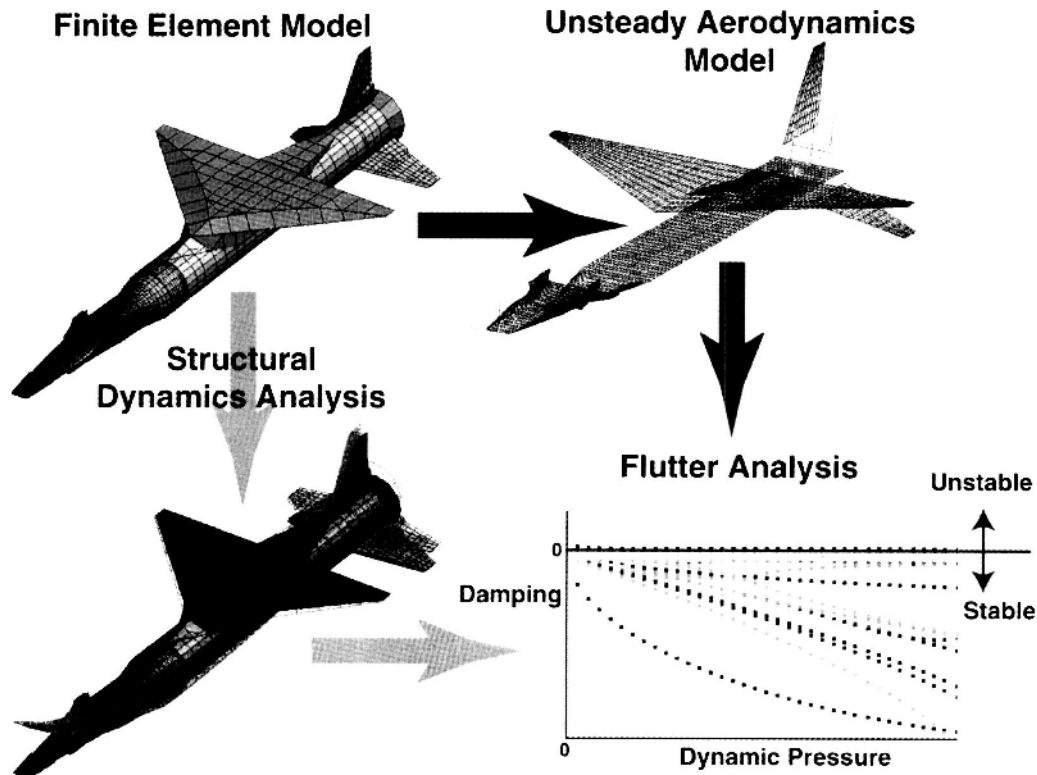 Finite Element Model
Unsteady Aerodynamics
Model
Structural
Dynamics Analysis
Flutter Analysis
Unstable
0
Damping
Stable
0
Dynamic Pressure